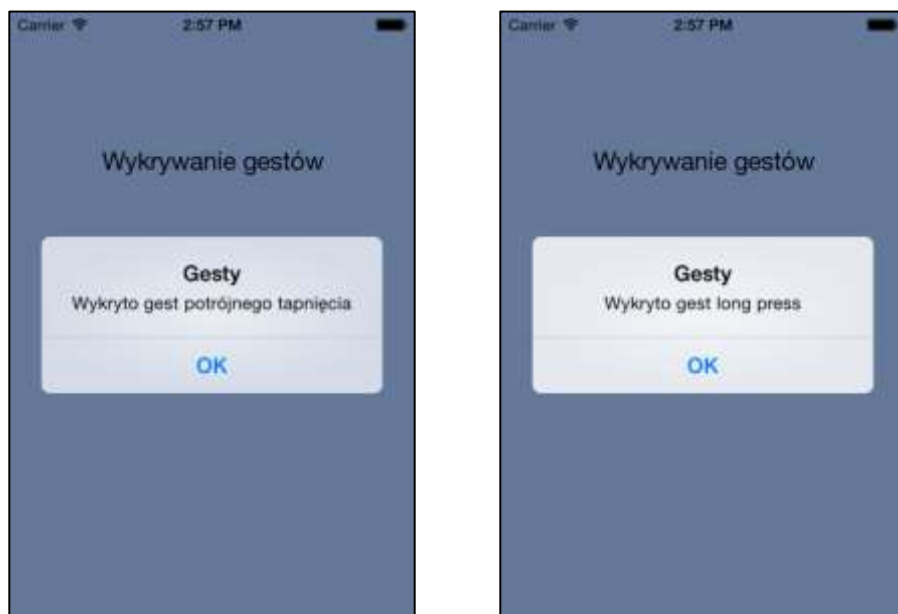 Carrier 2:57 PM
Wykrywanie gestów
Gesty
Wykryto gest potrójnego tapnięcia
OK
Carrier 2:57 PM
Wykrywanie gestów
Gesty
Wykryto gest long press
OK